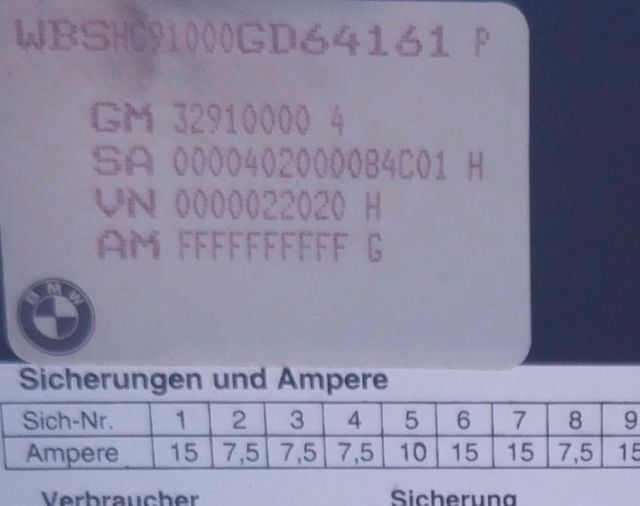 WBSHC91000GD64161 P
GM 32910000 4
SA 0000402000084C01 H
VN 0000022020 H
AM FFFFFFFFFF G
BMW
Sicherungen und Ampere
Sich-Nr. 1 2 3 4 5 6 7 8 9
Ampere 15 7,5 7,5 7,5 10 15 15 7,5 15
Verbraucher Sicherung